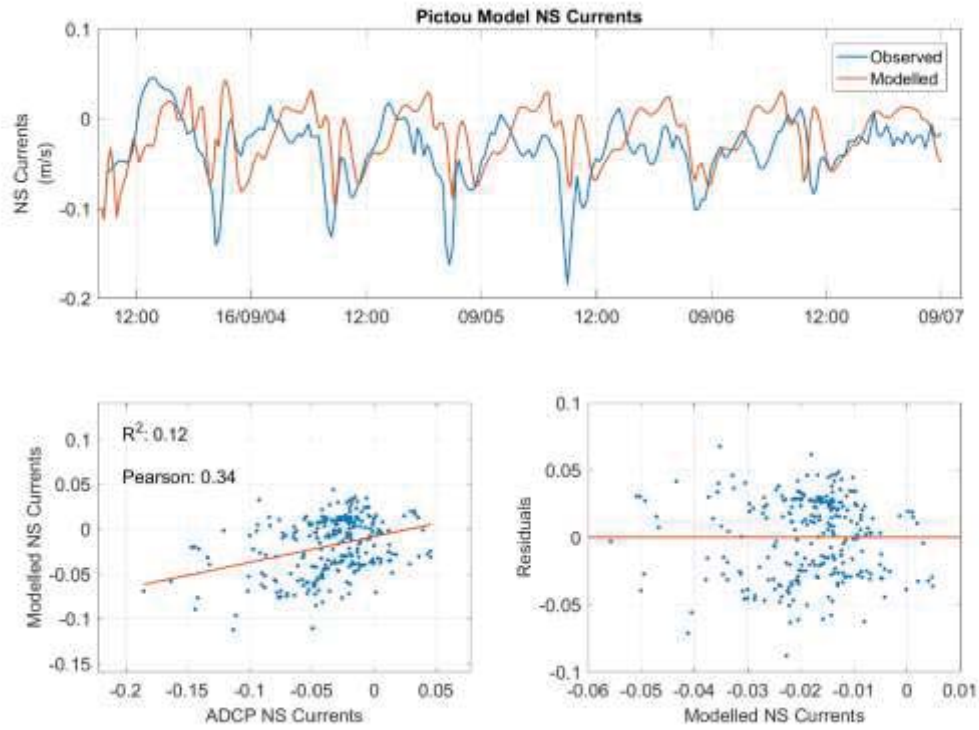 Pictou Model NS Currents
0.1
0
-0.1
-0.2
NS Currents
(m/s)
Observed
Modelled
12:00 16/09/04 12:00 09/05 12:00 09/06 12:00 09/07
R2: 0.12
Pearson: 0.34
0.1
0.05
0
-0.05
-0.1
-0.15
Modelled NS Currents
-0.2 -0.15 -0.1 -0.05 0 0.05
ADCP NS Currents
0.1
0.05
0
-0.05
-0.1
Residuals
-0.06 -0.05 -0.04 -0.03 -0.02 -0.01 0 0.01
Modelled NS Currents